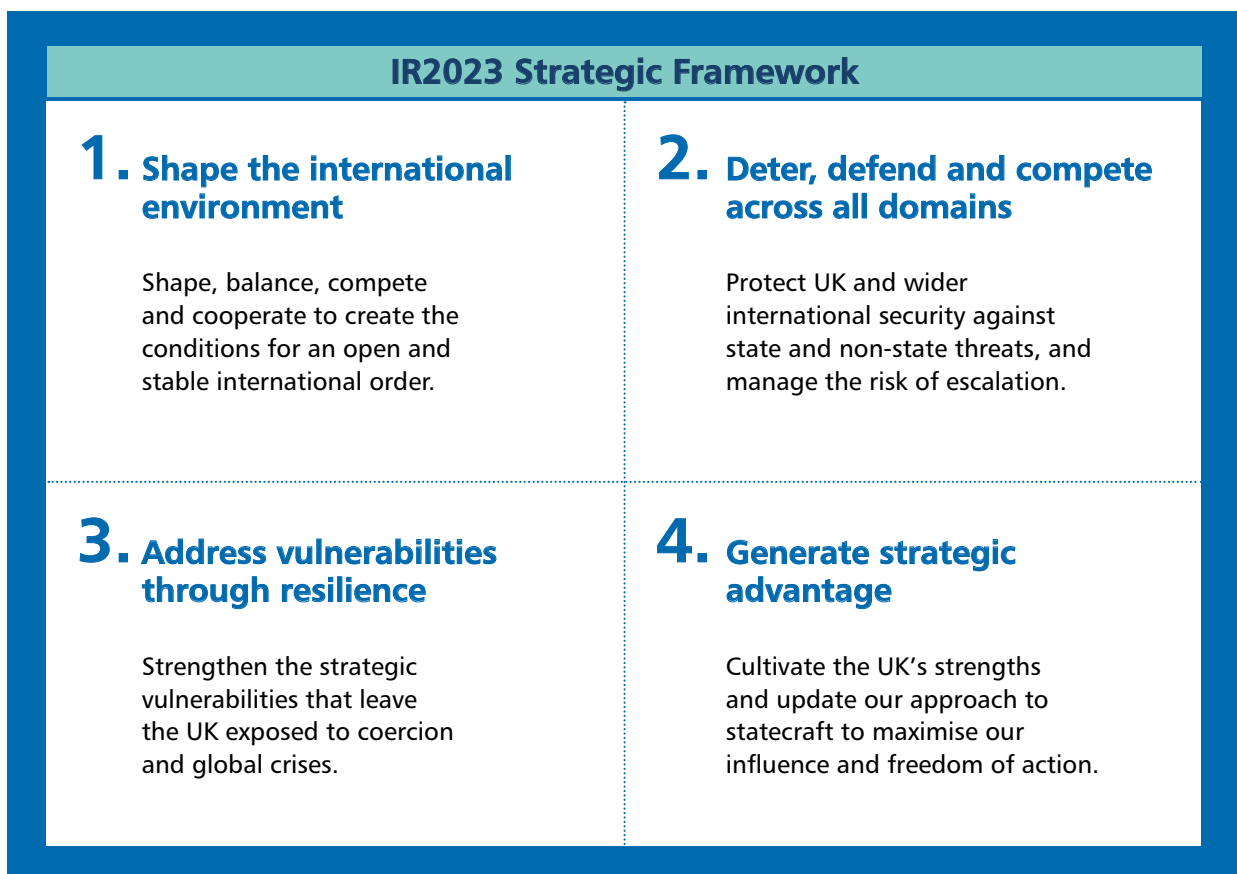 IR2023 Strategic Framework
1. Shape the international
environment
Shape, balance, compete
and cooperate to create the
conditions for an open and
stable international order.
2. Deter, defend and compete
across all domains
Protect UK and wider
international security against
state and non-state threats, and
manage the risk of escalation.
3. Address vulnerabilities
through resilience
Strengthen the strategic
vulnerabilities that leave
the UK exposed to coercion
and global crises.
4. Generate strategic
advantage
Cultivate the UK’s strengths
and update our approach to
statecraft to maximise our
influence and freedom of action.